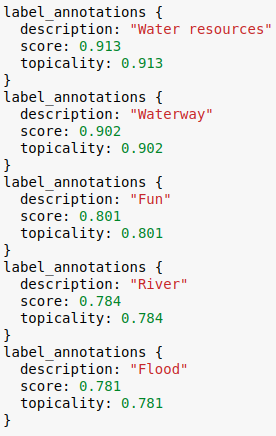 label_annotations {
  description: "Water resources"
  score: 0.913
  topicality: 0.913
}
label_annotations {
  description: "Waterway"
  score: 0.902
  topicality: 0.902
}
label_annotations {
  description: "Fun"
  score: 0.801
  topicality: 0.801
}
label_annotations {
  description: "River"
  score: 0.784
  topicality: 0.784
}
label_annotations {
  description: "Flood"
  score: 0.781
  topicality: 0.781
}